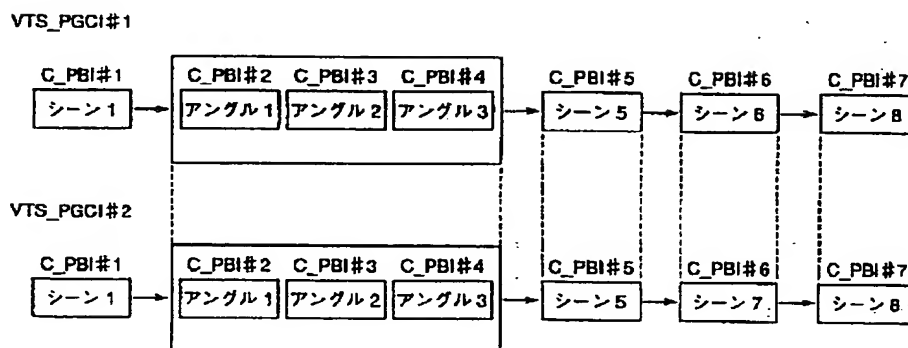 VTS_PGCI#1
C_PBI#1 C_PBI#2 C_PBI#3 C_PBI#4 C_PBI#5 C_PBI#6 C_PBI#7
シーン1 アングル1 アングル2 アングル3 シーン5 シーン6 シーン8
VTS_PGCI#2
C_PBI#1 C_PBI#2 C_PBI#3 C_PBI#4 C_PBI#5 C_PBI#6 C_PBI#7
シーン1 アングル1 アングル2 アングル3 シーン5 シーン7 シーン8